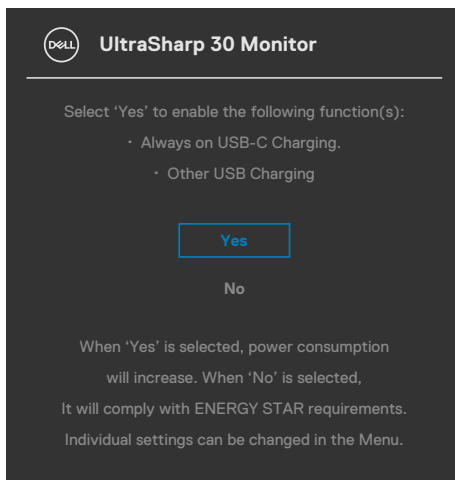 DELL
UltraSharp 30 Monitor
Select ‘Yes’ to enable the following function(s):
· Always on USB-C Charging.
· Other USB Charging
Yes
No
When ‘Yes’ is selected, power consumption
will increase. When ‘No’ is selected,
It will comply with ENERGY STAR requirements.
Individual settings can be changed in the Menu.